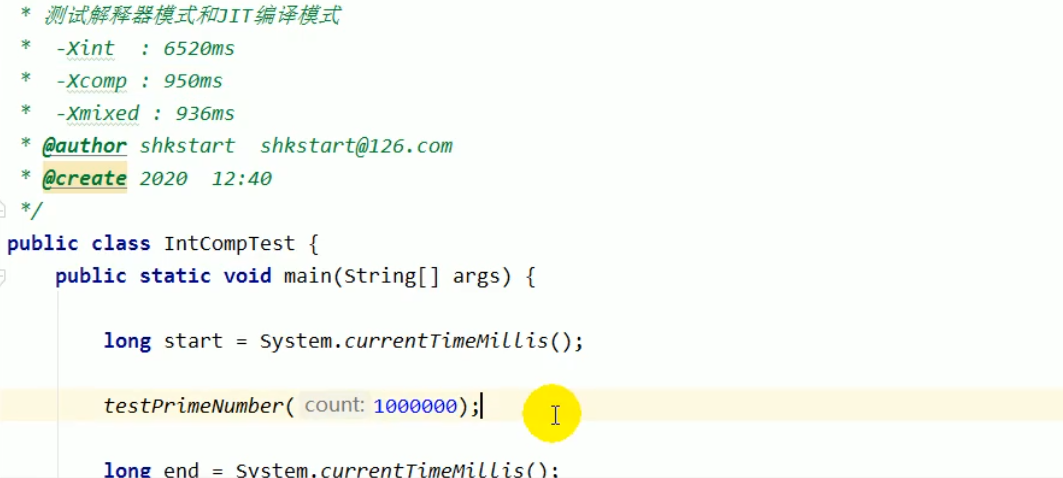 * 测试解释器模式和JIT编译模式
* -Xint : 6520ms
* -Xcomp : 950ms
* -Xmixed : 936ms
* @author shkstart shkstart@126.com
* @create 2020 12:40
*/
public class IntCompTest {
public static void main(String[] args) {
long start = System.currentTimeMillis();
testPrimeNumber( count: 1000000);
long end = System.currentTimeMillis();